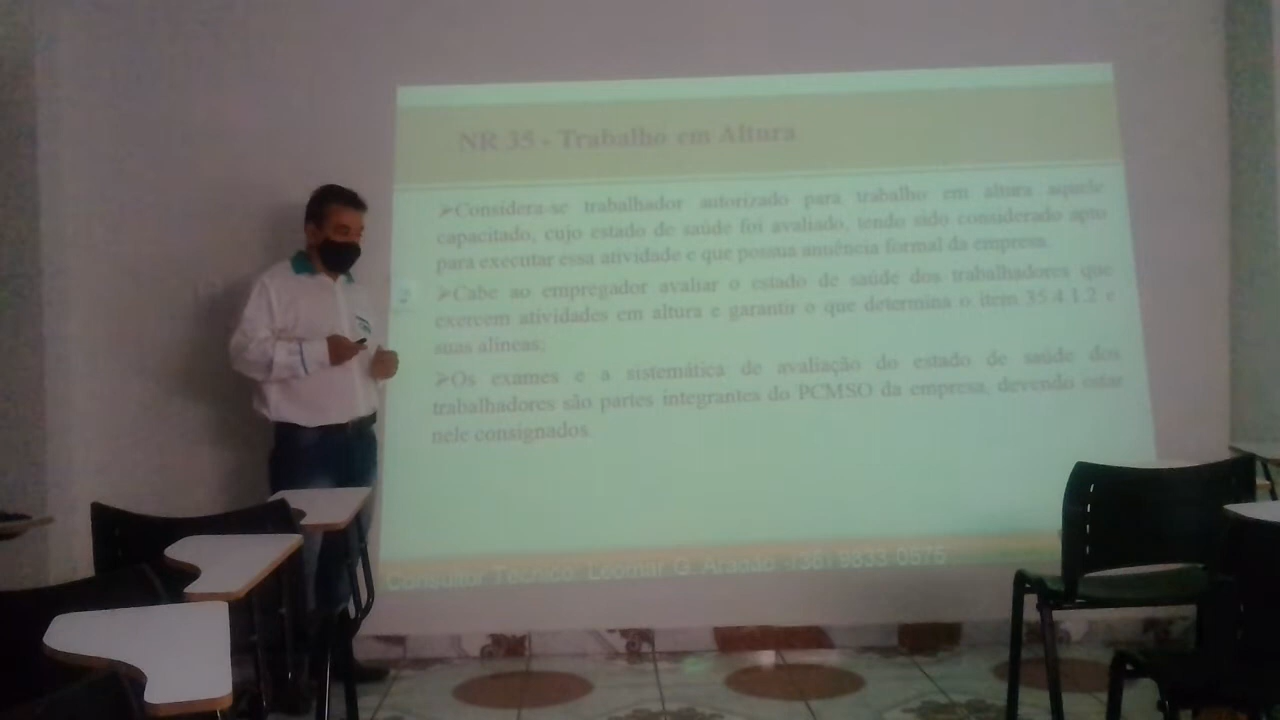 NR 35 - Trabalho em Altura
➢Considera-se trabalhador autorizado para trabalho em altura aquele
capacitado, cujo estado de saúde foi avaliado, tendo sido considerado apto
para executar essa atividade e que possua anuência formal da empresa.
➢Cabe ao empregador avaliar o estado de saúde dos trabalhadores que
exercem atividades em altura e garantir o que determina o item 35.4.1.2 e
suas alíneas;
➢Os exames e a sistemática de avaliação do estado de saúde dos
trabalhadores são partes integrantes do PCMSO da empresa, devendo estar
nele consignados.
Consultor Técnico Leomar G.